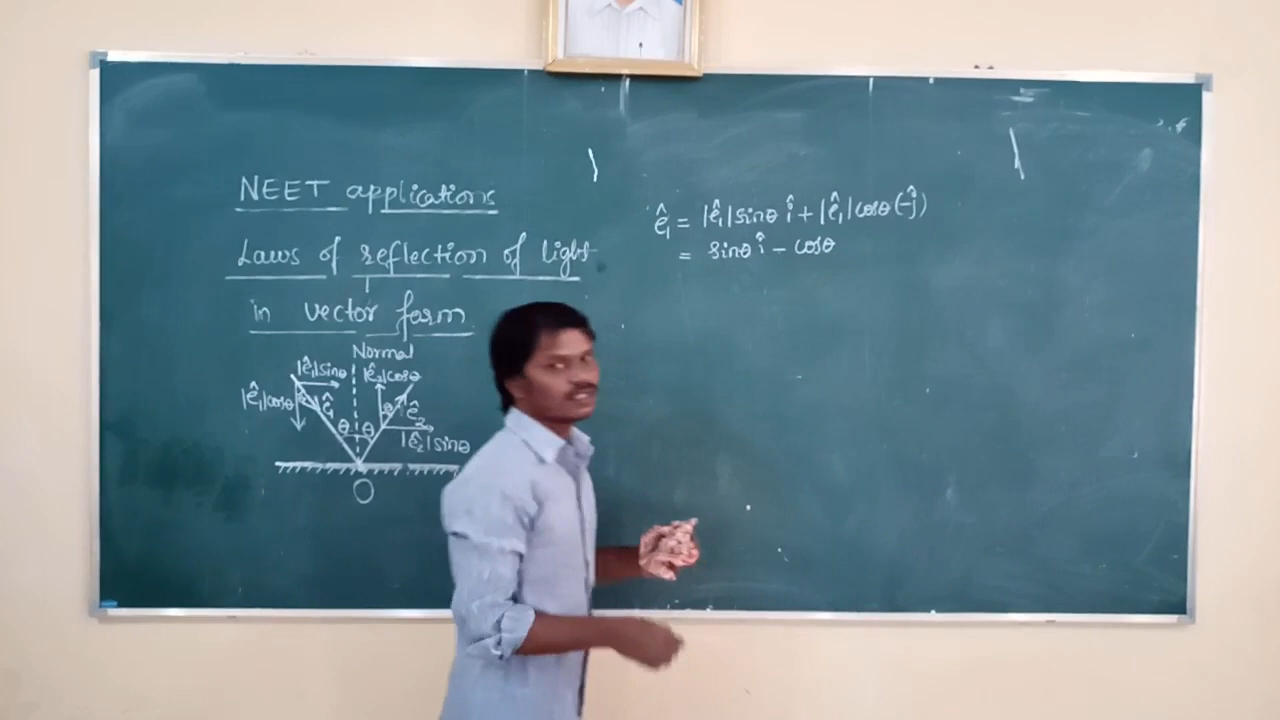 NEET applications
Laws of reflection of light
in vector form
Normal
|ê₁|sinθ
|ê₂|cosθ
|ê₁|cosθ
θ
ê₁
θ
θ
θ
ê₂
|ê₂|sinθ
O
ê₁ = |ê₁|sinθ î + |ê₁|cosθ(-ĵ)
= sinθ î - cosθ